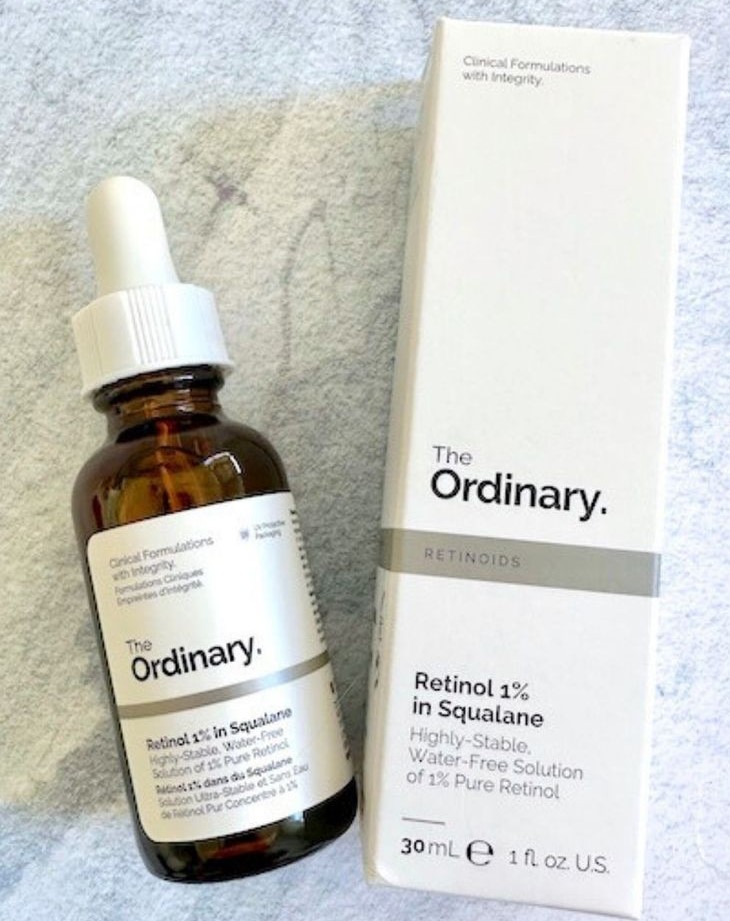 Clinical Formulations
with Integrity.
The
Ordinary.
RETINOIDS
Retinol 1%
in Squalane
Highly-Stable,
Water-Free Solution
of 1% Pure Retinol
30 mL ℮ 1 fl. oz. U.S.
Clinical Formulations
with Integrity.
Formulations Cliniques
Empreintes d'Intégrité.
UV Protective
Packaging
The
Ordinary.
Retinol 1% in Squalane
Highly-Stable, Water-Free
Solution of 1% Pure Retinol
Rétinol 1% dans du Squalane
Solution Ultra-Stable et Sans Eau
de Rétinol Pur Concentré à 1%